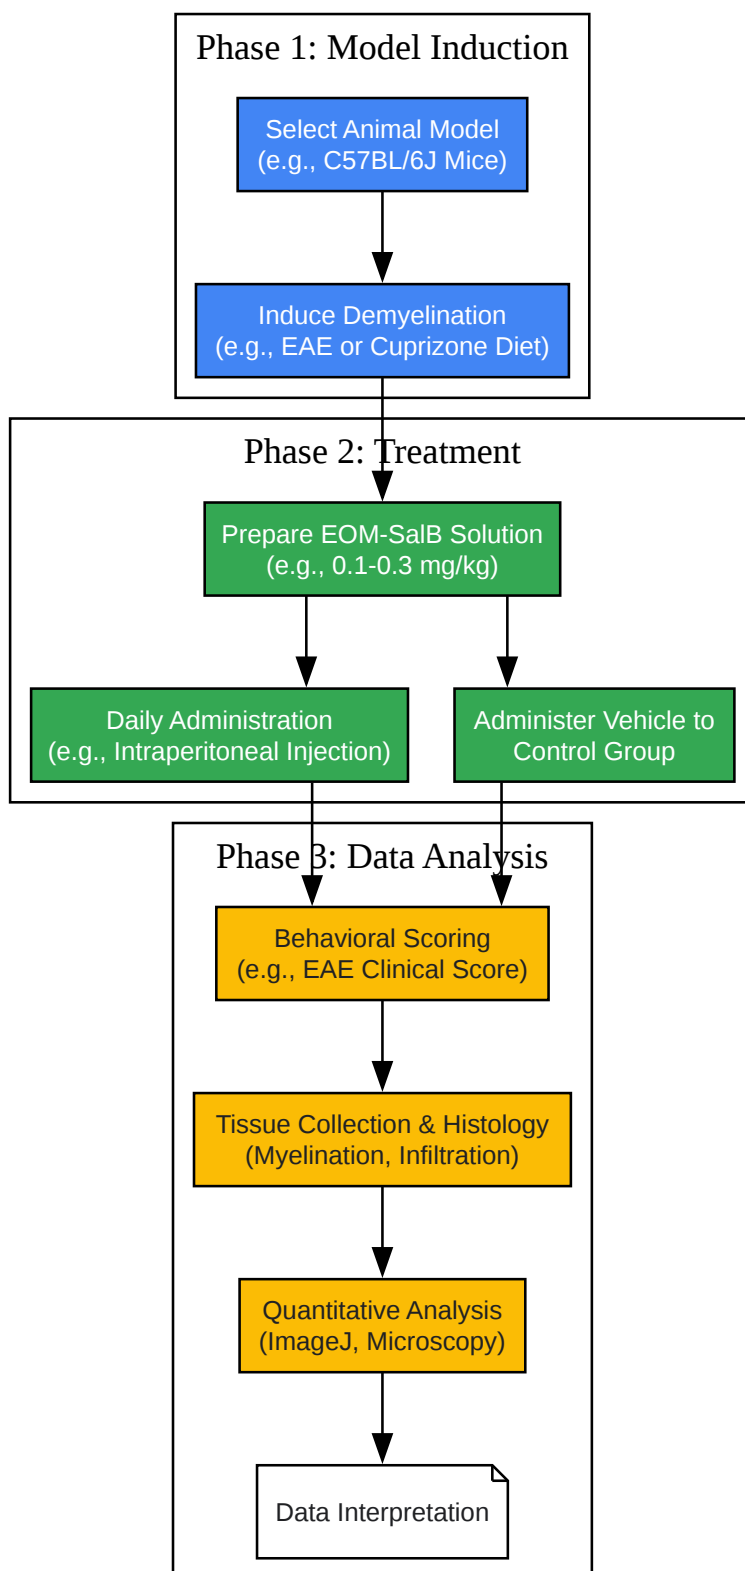 Phase 1: Model Induction
Select Animal Model
(e.g., C57BL/6J Mice)
Induce Demyelination
(e.g., EAE or Cuprizone Diet)
Phase 2: Treatment
Prepare EOM-SalB Solution
(e.g., 0.1-0.3 mg/kg)
Daily Administration
(e.g., Intraperitoneal Injection)
Administer Vehicle to
Control Group
Phase 3: Data Analysis
Behavioral Scoring
(e.g., EAE Clinical Score)
Tissue Collection & Histology
(Myelination, Infiltration)
Quantitative Analysis
(ImageJ, Microscopy)
Data Interpretation